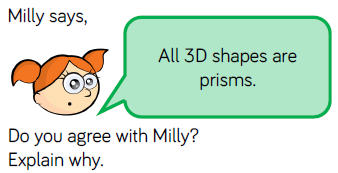 Milly says,
All 3D shapes are
prisms.
Do you agree with Milly?
Explain why.